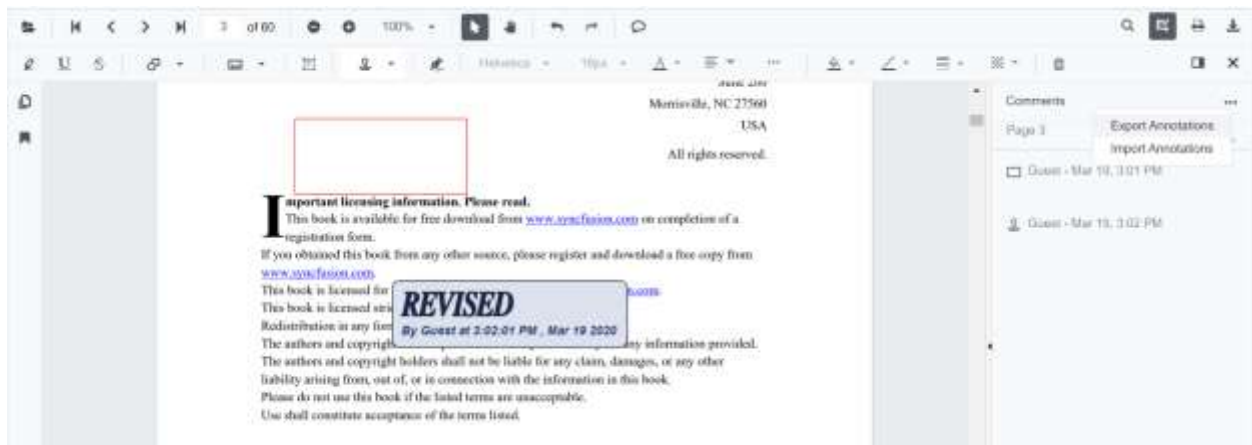 3 of 60 100%
Helvetica 16px
Morrisville, NC 27560
USA
All rights reserved.
Important licensing information. Please read.
This book is available for free download from www.syncfusion.com on completion of a
registration form.
If you obtained this book from any other source, please register and download a free copy from
www.syncfusion.com.
This book is licensed for
This book is licensed
Redistribution in any
The authors and copyright any information provided.
The authors and copyright holders shall not be liable for any claim, damages, or any other
liability arising from, out of, or in connection with the information in this book.
Please do not use this book if the listed terms are unacceptable.
Use shall constitute acceptance of the terms listed.
REVISED
By Guest at 3:02:01 PM , Mar 19 2020
Comments
Page 3
Export Annotations
Import Annotations
Guest - Mar 19, 3:01 PM
Guest - Mar 19, 3:02 PM